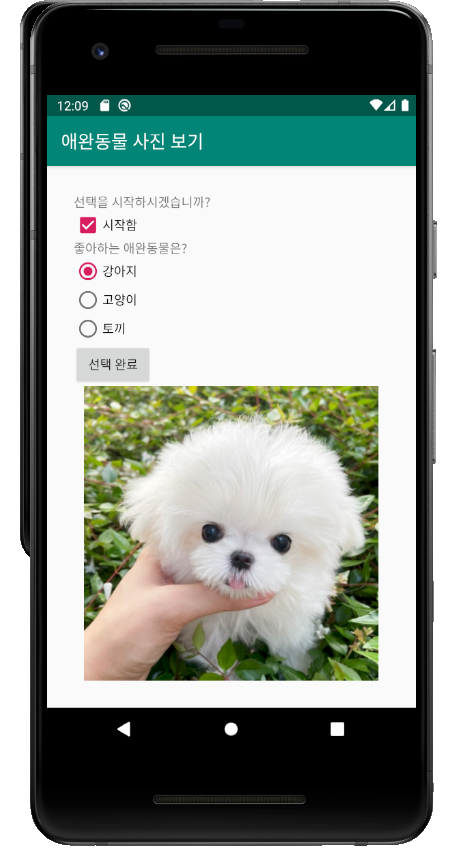 12:09
애완동물 사진 보기
선택을 시작하시겠습니까?
시작함
좋아하는 애완동물은?
강아지
고양이
토끼
선택 완료